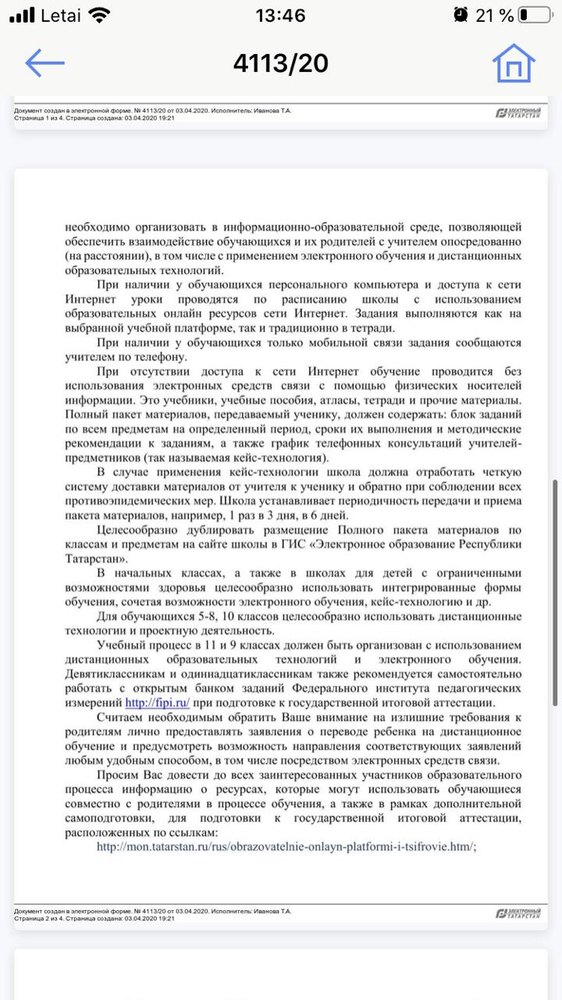 Letai 13:46 21 %
4113/20
Документ создан в электронной форме. № 4113/20 от 03.04.2020. Исполнитель: Иванова Т.А.
Страница 1 из 4. Страница создана: 03.04.2020 19:21
ЭЛЕКТРОННЫЙ
ТАТАРСТАН
необходимо организовать в информационно-образовательной среде, позволяющей
обеспечить взаимодействие обучающихся и их родителей с учителем опосредованно
(на расстоянии), в том числе с применением электронного обучения и дистанционных
образовательных технологий.
При наличии у обучающихся персонального компьютера и доступа к сети
Интернет уроки проводятся по расписанию школы с использованием
образовательных онлайн ресурсов сети Интернет. Задания выполняются как на
выбранной учебной платформе, так и традиционно в тетради.
При наличии у обучающихся только мобильной связи задания сообщаются
учителем по телефону.
При отсутствии доступа к сети Интернет обучение проводится без
использования электронных средств связи с помощью физических носителей
информации. Это учебники, учебные пособия, атласы, тетради и прочие материалы.
Полный пакет материалов, передаваемый ученику, должен содержать: блок заданий
по всем предметам на определенный период, сроки их выполнения и методические
рекомендации к заданиям, а также график телефонных консультаций учителей-
предметников (так называемая кейс-технология).
В случае применения кейс-технологии школа должна отработать четкую
систему доставки материалов от учителя к ученику и обратно при соблюдении всех
противоэпидемических мер. Школа устанавливает периодичность передачи и приема
пакета материалов, например, 1 раз в 3 дня, в 6 дней.
Целесообразно дублировать размещение Полного пакета материалов по
классам и предметам на сайте школы в ГИС «Электронное образование Республики
Татарстан».
В начальных классах, а также в школах для детей с ограниченными
возможностями здоровья целесообразно использовать интегрированные формы
обучения, сочетая возможности электронного обучения, кейс-технологию и др.
Для обучающихся 5-8, 10 классов целесообразно использовать дистанционные
технологии и проектную деятельность.
Учебный процесс в 11 и 9 классах должен быть организован с использованием
дистанционных образовательных технологий и электронного обучения.
Девятиклассникам и одиннадцатиклассникам также рекомендуется самостоятельно
работать с открытым банком заданий Федерального института педагогических
измерений http://fipi.ru/ при подготовке к государственной итоговой аттестации.
Считаем необходимым обратить Ваше внимание на излишние требования к
родителям лично предоставлять заявления о переводе ребенка на дистанционное
обучение и предусмотреть возможность направления соответствующих заявлений
любым удобным способом, в том числе посредством электронных средств связи.
Просим Вас довести до всех заинтересованных участников образовательного
процесса информацию о ресурсах, которые могут использовать обучающиеся
совместно с родителями в процессе обучения, а также в рамках дополнительной
самоподготовки, для подготовки к государственной итоговой аттестации,
расположенных по ссылкам:
http://mon.tatarstan.ru/rus/obrazovatelnie-onlayn-platformi-i-tsifrovie.htm/;
Документ создан в электронной форме. № 4113/20 от 03.04.2020. Исполнитель: Иванова Т.А.
Страница 2 из 4. Страница создана: 03.04.2020 19:21
ЭЛЕКТРОННЫЙ
ТАТАРСТАН